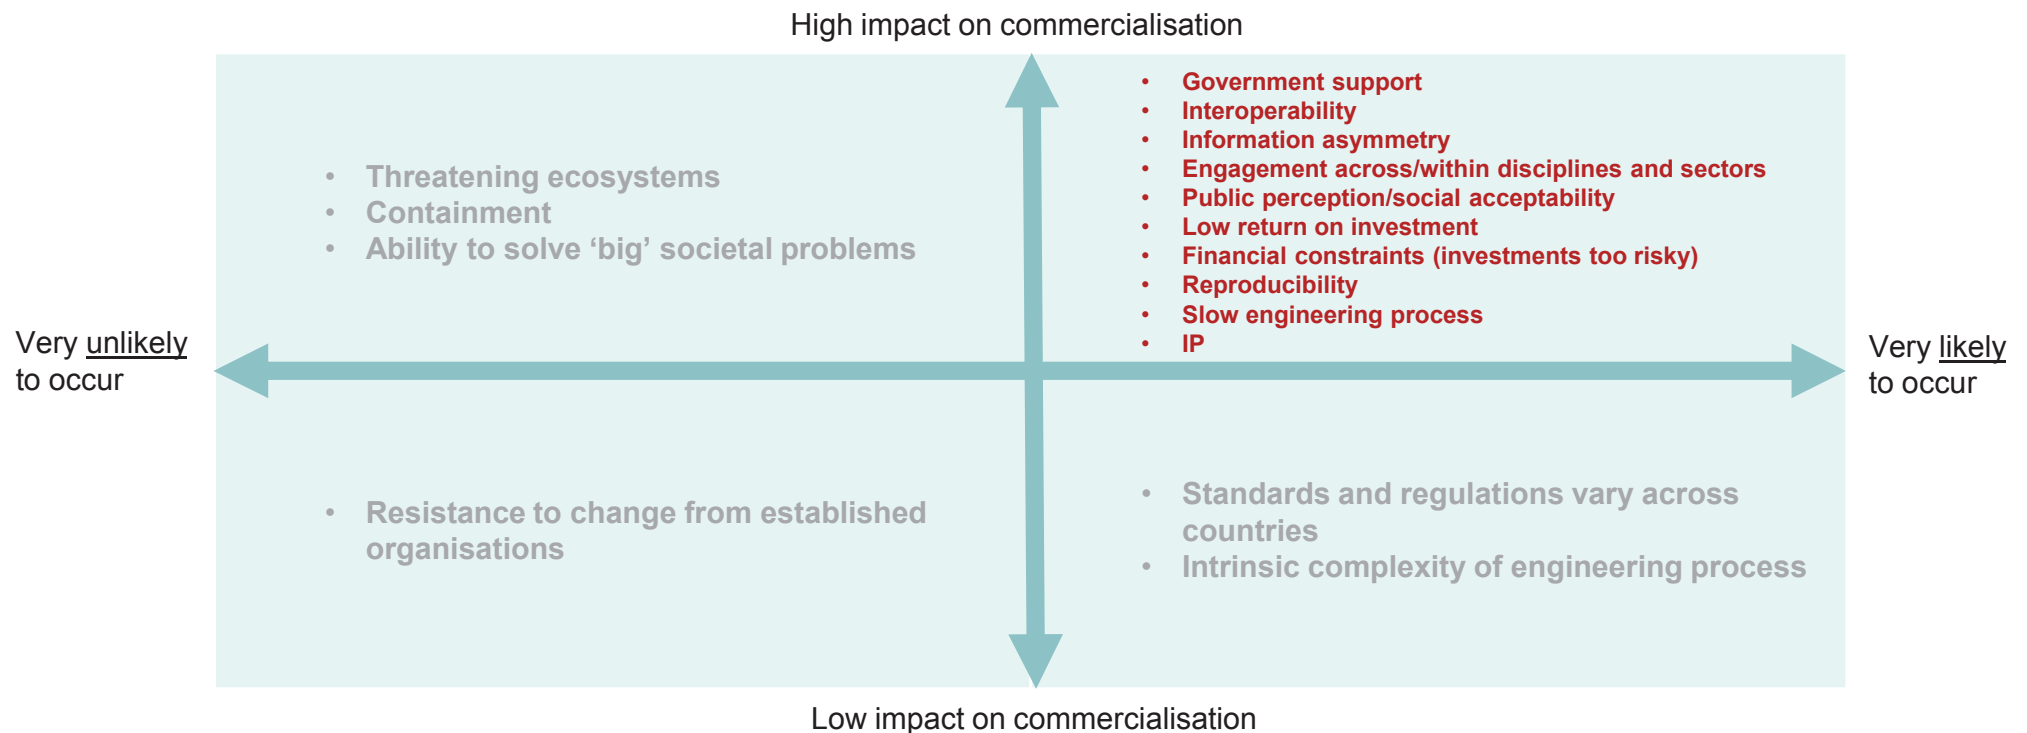 High impact on commercialisation
• Threatening ecosystems
• Containment
• Ability to solve ‘big’ societal problems
• Government support
• Interoperability
• Information asymmetry
• Engagement across/within disciplines and sectors
• Public perception/social acceptability
• Low return on investment
• Financial constraints (investments too risky)
• Reproducibility
• Slow engineering process
• IP
Very unlikely
to occur
Very likely
to occur
• Resistance to change from established
organisations
• Standards and regulations vary across
countries
• Intrinsic complexity of engineering process
Low impact on commercialisation